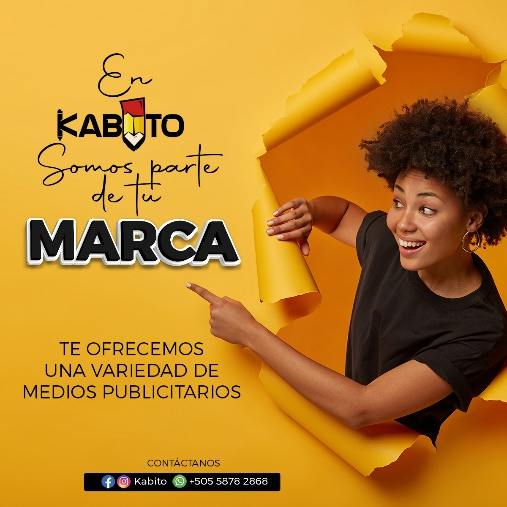 En
KABITO
Somos parte
de tu
MARCA
TE OFRECEMOS
UNA VARIEDAD DE
MEDIOS PUBLICITARIOS
CONTÁCTANOS
Kabito +505 5878 2868